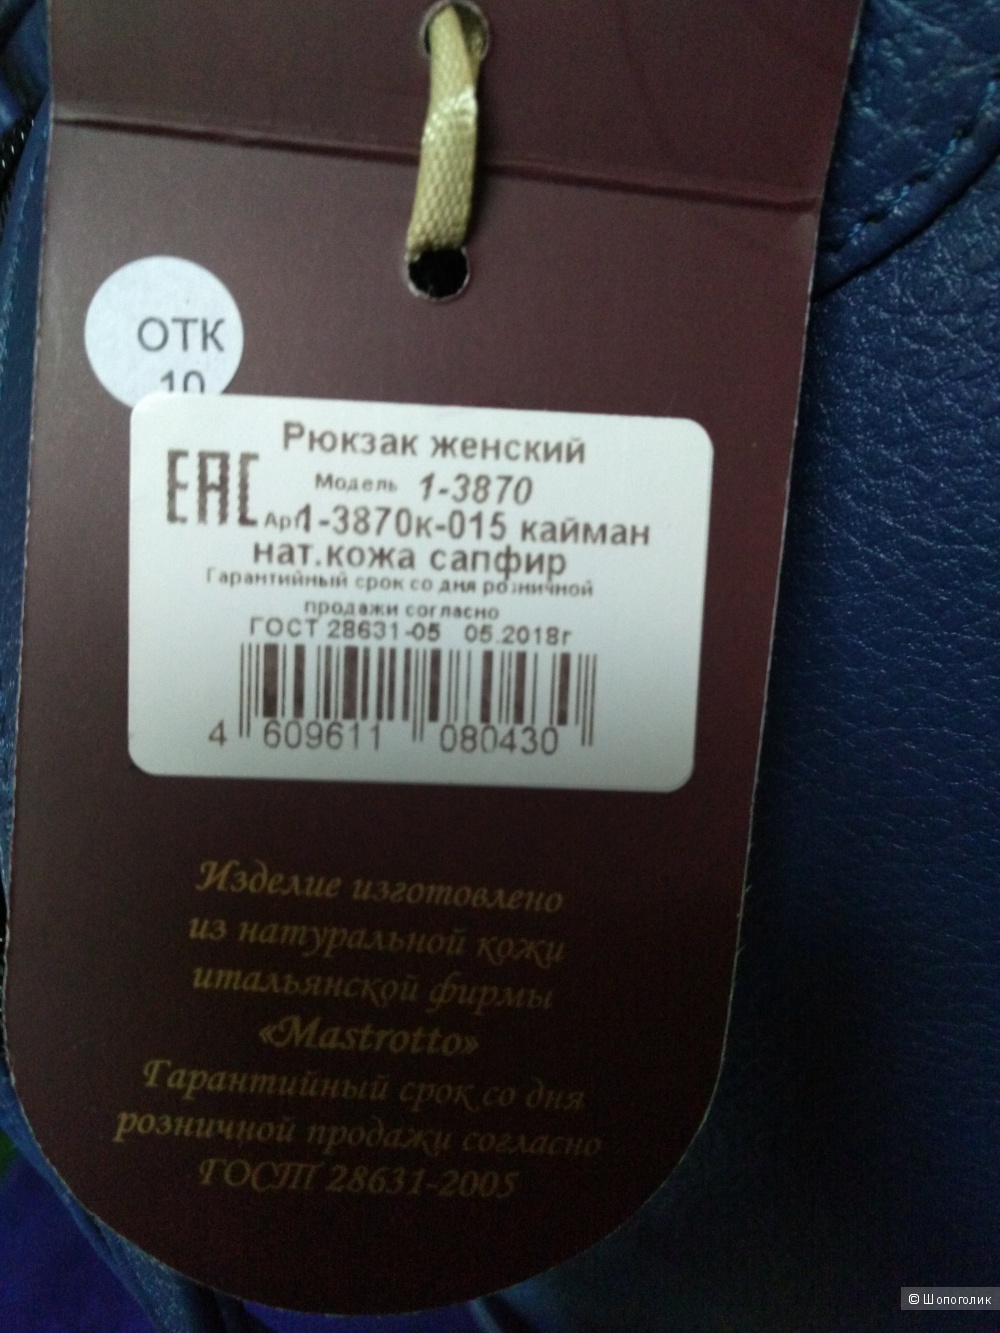 ОТК
10
Рюкзак женский
ЕАС
Модель 1-3870
Арт1-3870к-015 кайман
нат.кожа сапфир
Гарантийный срок со дня розничной
продажи согласно
ГОСТ 28631-05 05.2018г
4 609611 080430
Изделие изготовлено
из натуральной кожи
итальянской фирмы
«Mastrotto»
Гарантийный срок со дня
розничной продажи согласно
ГОСТ 28631-2005
© Шопоголик